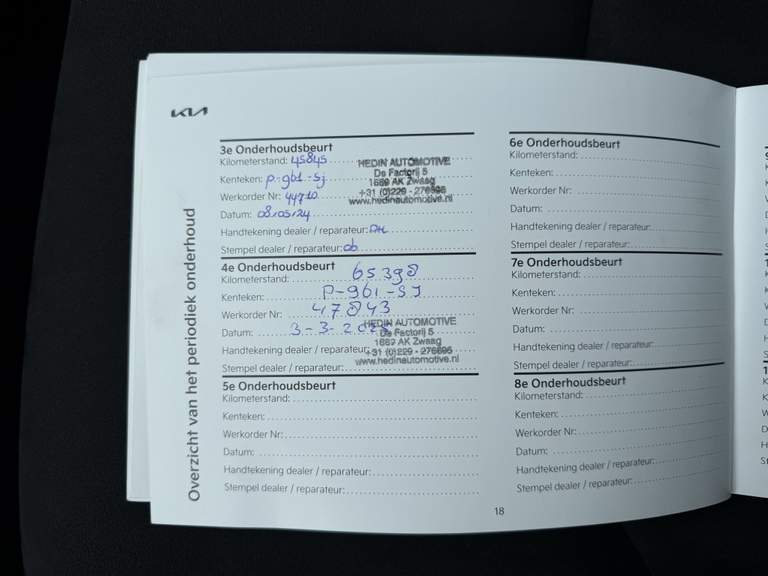 KIA
Overzicht van het periodiek onderhoud
3e Onderhoudsbeurt
Kilometerstand: 45845
Kenteken: P-961-SJ
Werkorder Nr: 44710
Datum: 08/05/24
Handtekening dealer / reparateur:
Stempel dealer / reparateur:
HEDIN AUTOMOTIVE
De Factorij 5
1689 AK Zwaag
+31 (0)229 - 276695
www.hedinautomotive.nl
4e Onderhoudsbeurt
Kilometerstand: 65398
Kenteken: P-961-SJ
Werkorder Nr: 47843
Datum: 3-3-2025
Handtekening dealer / reparateur:
Stempel dealer / reparateur:
HEDIN AUTOMOTIVE
De Factorij 5
1689 AK Zwaag
+31 (0)229 - 276695
www.hedinautomotive.nl
5e Onderhoudsbeurt
Kilometerstand:
Kenteken:
Werkorder Nr:
Datum:
Handtekening dealer / reparateur:
Stempel dealer / reparateur:
6e Onderhoudsbeurt
Kilometerstand:
Kenteken:
Werkorder Nr:
Datum:
Handtekening dealer / reparateur:
Stempel dealer / reparateur:
7e Onderhoudsbeurt
Kilometerstand:
Kenteken:
Werkorder Nr:
Datum:
Handtekening dealer / reparateur:
Stempel dealer / reparateur:
8e Onderhoudsbeurt
Kilometerstand:
Kenteken:
Werkorder Nr:
Datum:
Handtekening dealer / reparateur:
Stempel dealer / reparateur:
18